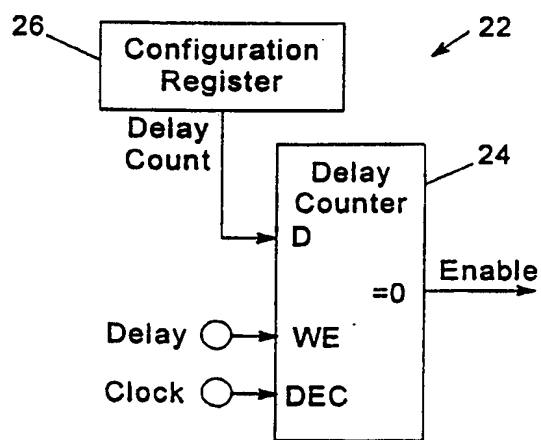 26
Configuration
Register
22
Delay
Count
24
Delay
Counter
D
=0
Enable
Delay
WE
Clock
DEC